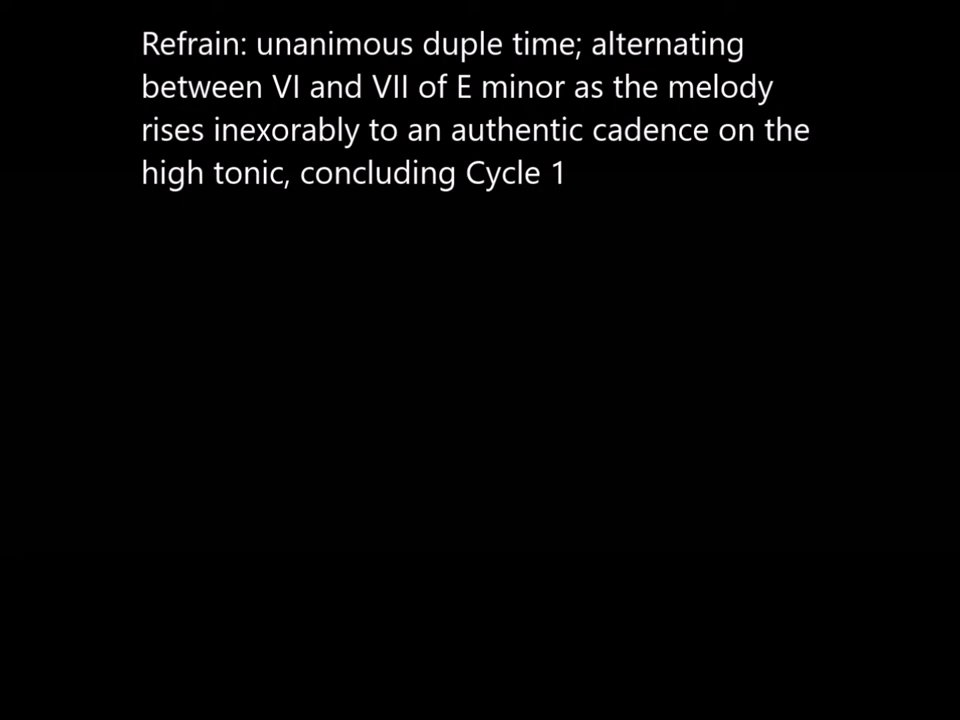 Refrain: unanimous duple time; alternating
between VI and VII of E minor as the melody
rises inexorably to an authentic cadence on the
high tonic, concluding Cycle 1